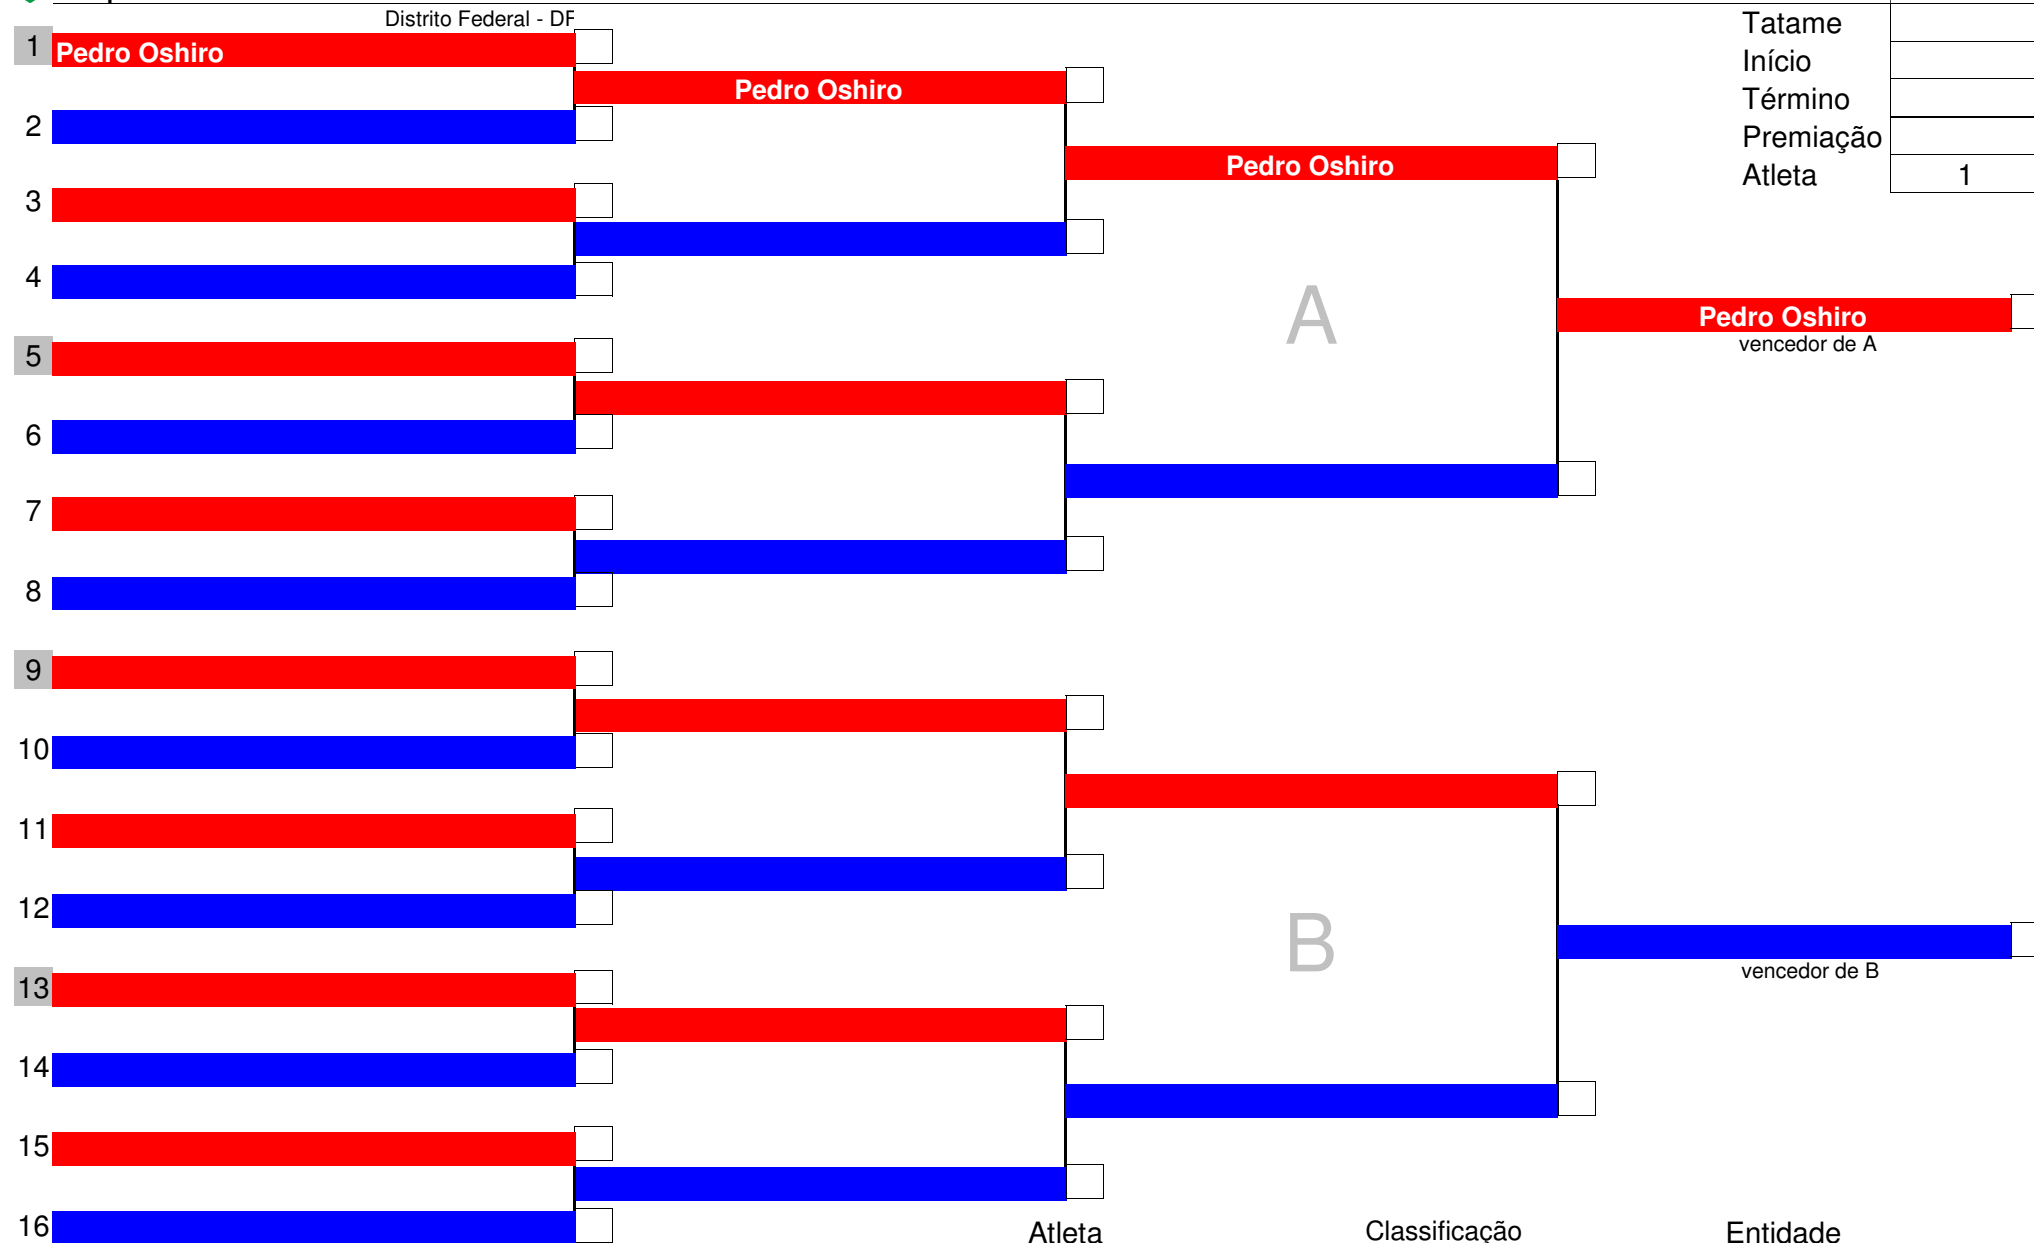 Distrito Federal - DF
Tatame
1 Pedro Oshiro
Início
Pedro Oshiro
Término
2
Premiação
Pedro Oshiro
Atleta 1
3
4
A
Pedro Oshiro
vencedor de A
5
6
7
8
9
10
11
12
B
vencedor de B
13
14
15
16
Atleta Classificação Entidade